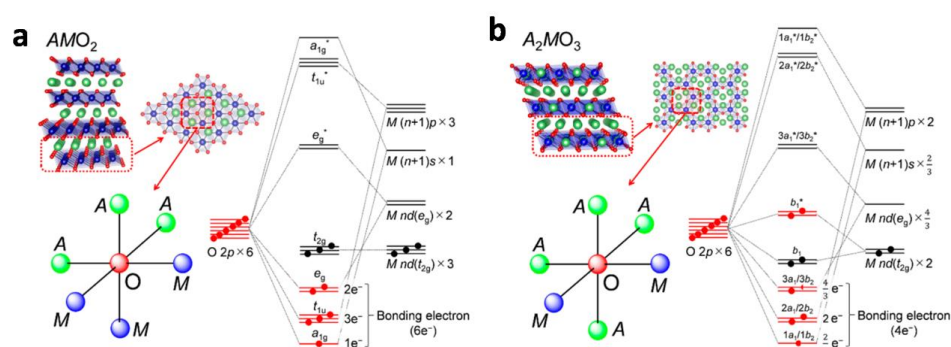 a
AMO₂
A
A
A
O
M
M
M
a₁g*
t₁u*
eg*
M (n+1)p × 3
M (n+1)s × 1
M nd(eg) × 2
O 2p × 6
t₂g
M nd(t₂g) × 3
eg 2e⁻
t₁u 3e⁻
a₁g 1e⁻
Bonding electron
(6e⁻)
b
A₂MO₃
A
A
A
O
M
M
A
1a₁*/1b₂*
2a₁*/2b₂*
3a₁*/3b₂*
M (n+1)p × 2
M (n+1)s × 2/3
M nd(eg) × 4/3
b₁*
O 2p × 6
b₁
M nd(t₂g) × 2
3a₁/3b₂ 4/3 e⁻
2a₁/2b₂ 2e⁻
1a₁/1b₂ 2/3 e⁻
Bonding electron
(4e⁻)